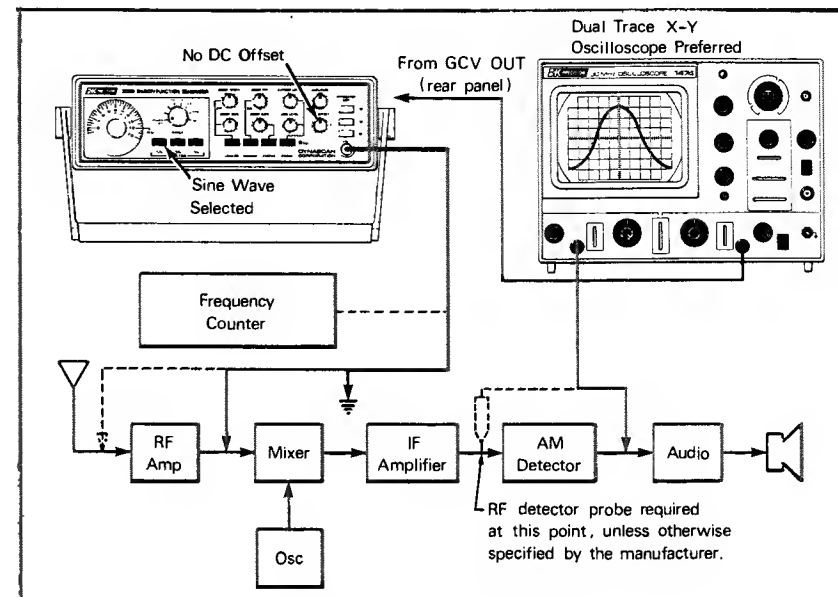 Dual Trace X-Y
Oscilloscope Preferred
No DC Offset
From GCV OUT
(rear panel)
Sine Wave
Selected
Frequency
Counter
RF
Amp
Mixer
IF
Amplifier
AM
Detector
Audio
RF detector probe required
at this point, unless otherwise
specified by the manufacturer.
Osc